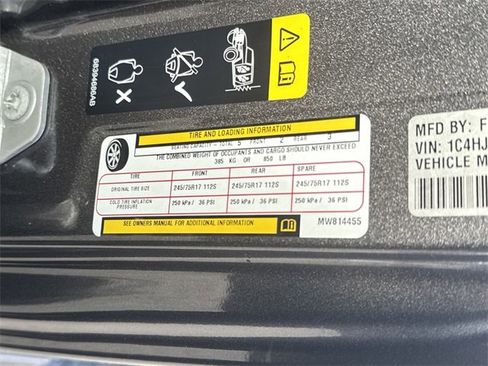 68394666AB
TIRE AND LOADING INFORMATION
SEATING CAPACITY - TOTAL 5 FRONT 2 REAR 3
THE COMBINED WEIGHT OF OCCUPANTS AND CARGO SHOULD NEVER EXCEED
385 KG OR 850 LB
TIRE FRONT REAR SPARE
ORIGINAL TIRE SIZE 245/75R17 112S 245/75R17 112S 245/75R17 112S
COLD TIRE INFLATION PRESSURE 250 kPa / 36 PSI 250 kPa / 36 PSI 250 kPa / 36 PSI
SEE OWNERS MANUAL FOR ADDITIONAL INFORMATION
MW814455
MFD BY: F
VIN: 1C4HJ
VEHICLE M